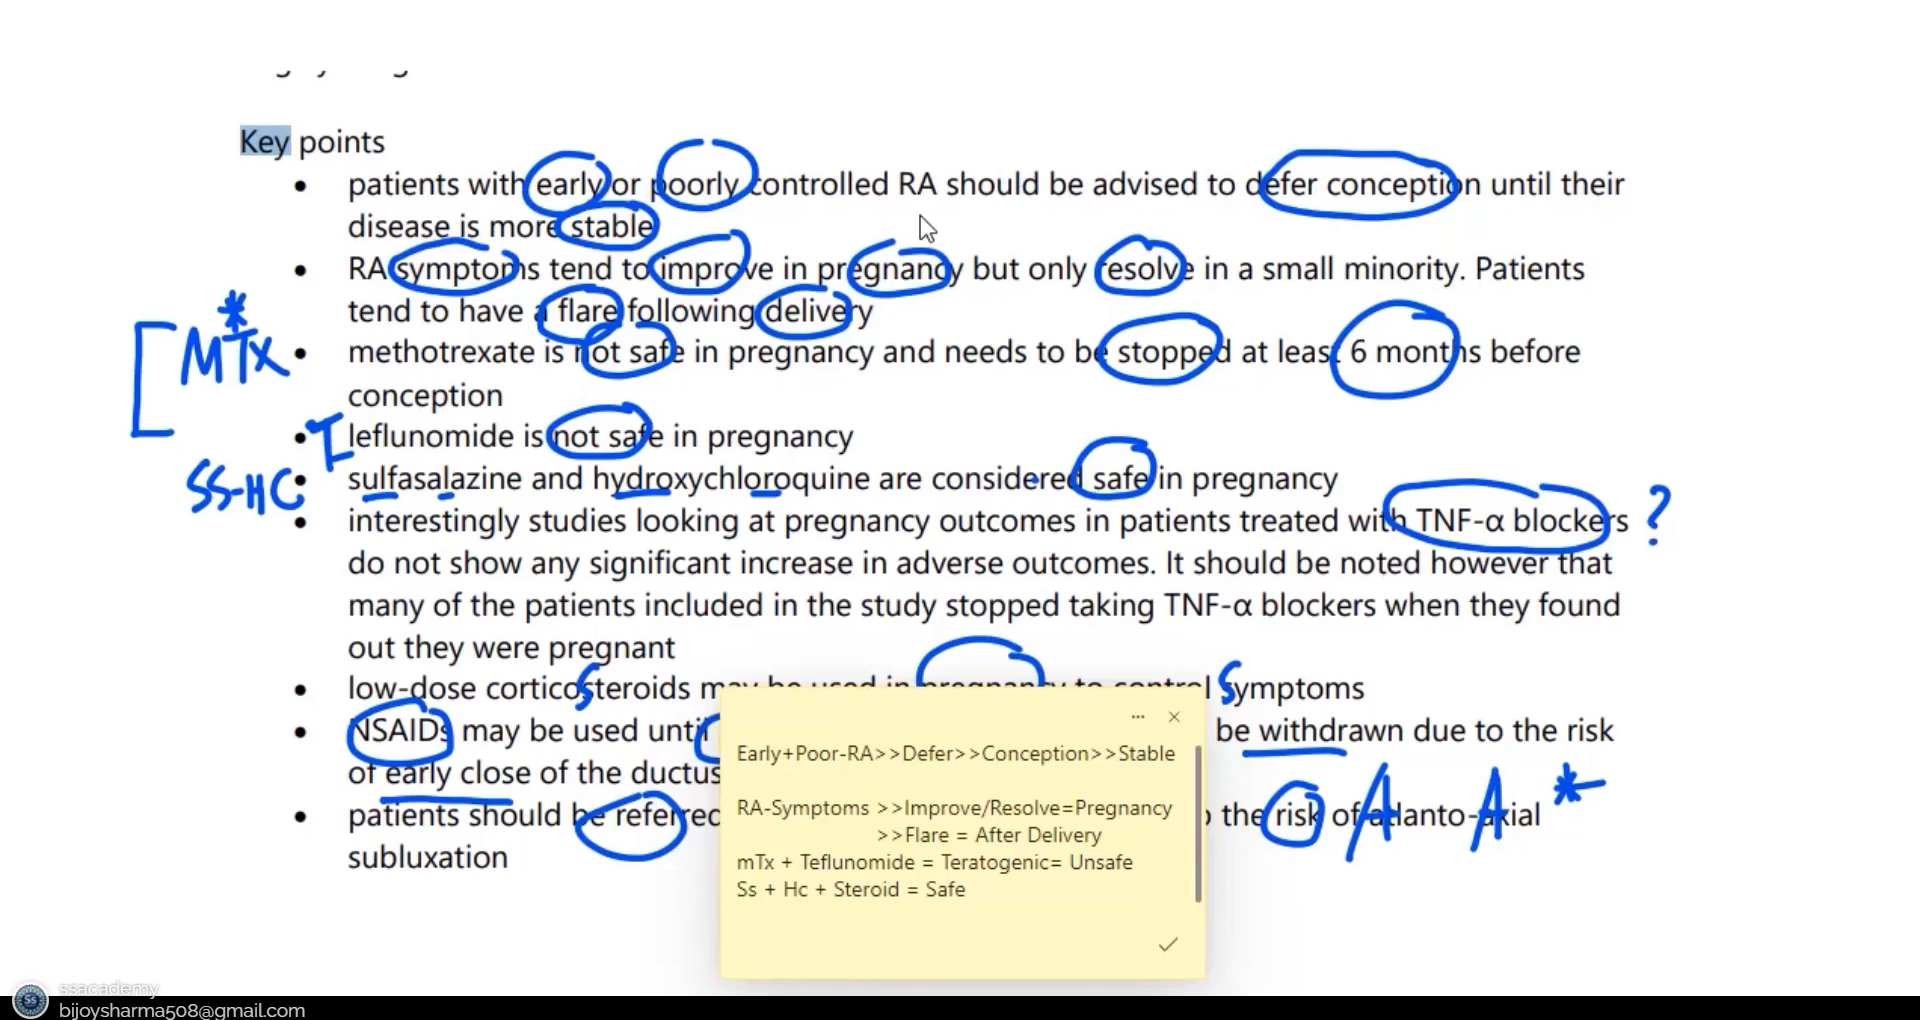 Key points
• patients with early or poorly controlled RA should be advised to defer conception until their
disease is more stable
• RA symptoms tend to improve in pregnancy but only resolve in a small minority. Patients
tend to have a flare following delivery
*
MTx
• methotrexate is not safe in pregnancy and needs to be stopped at least 6 months before
conception
T
• leflunomide is not safe in pregnancy
SS-HC
• sulfasalazine and hydroxychloroquine are considered safe in pregnancy
• interestingly studies looking at pregnancy outcomes in patients treated with TNF-α blockers ?
do not show any significant increase in adverse outcomes. It should be noted however that
many of the patients included in the study stopped taking TNF-α blockers when they found
out they were pregnant
S S
• low-dose corticosteroids may be used in pregnancy to control symptoms
• NSAIDs may be used until be withdrawn due to the risk
of early close of the ductus
A A *
• patients should be referred the risk of atlanto-axial
subluxation
Early+Poor-RA>>Defer>>Conception>>Stable
RA-Symptoms >>Improve/Resolve=Pregnancy
>>Flare = After Delivery
mTx + Teflunomide = Teratogenic= Unsafe
Ss + Hc + Steroid = Safe
Ss
ssacademy
bijoysharma508@gmail.com